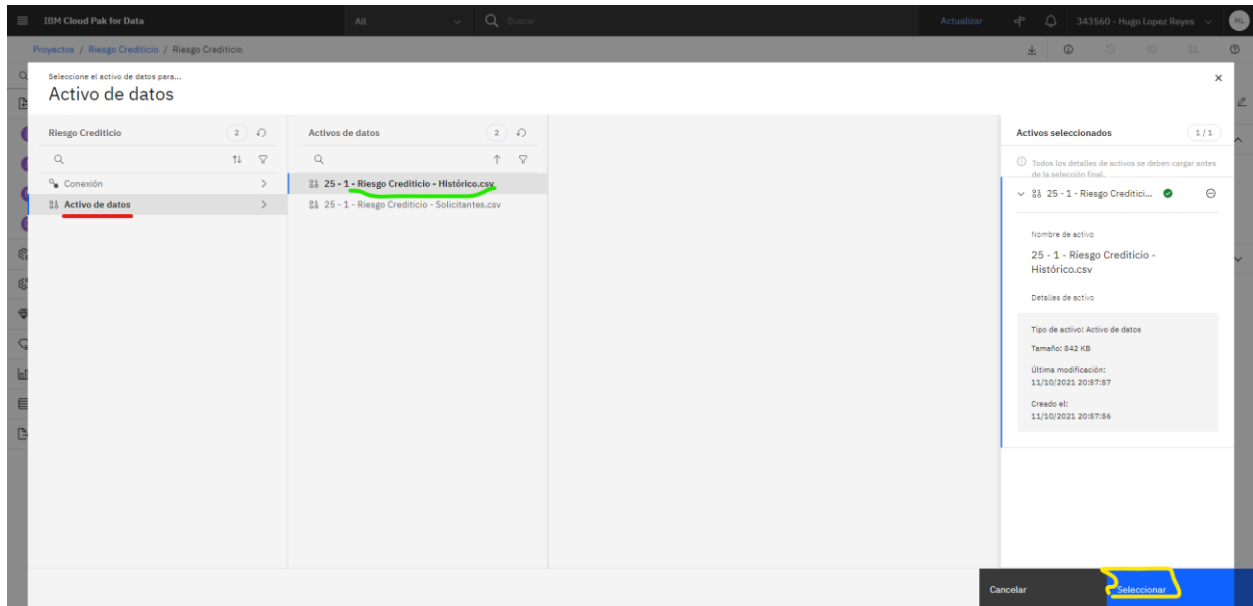 IBM Cloud Pak for Data
All
Buscar
Actualizar
343560 - Hugo Lopez Reyes
HL
Proyectos / Riesgo Crediticio / Riesgo Crediticio
Seleccione el activo de datos para...
Activo de datos
Riesgo Crediticio
2
Conexión
Activo de datos
Activos de datos
2
25 - 1 - Riesgo Crediticio - Histórico.csv
25 - 1 - Riesgo Crediticio - Solicitantes.csv
Activos seleccionados
1/1
Todos los detalles de activos se deben cargar antes
de la selección final.
25 - 1 - Riesgo Creditici...
Nombre de activo
25 - 1 - Riesgo Crediticio -
Histórico.csv
Detalles de activo
Tipo de activo: Activo de datos
Tamaño: 842 KB
Última modificación:
11/10/2021 20:57:57
Creado el:
11/10/2021 20:57:56
Cancelar
Seleccionar